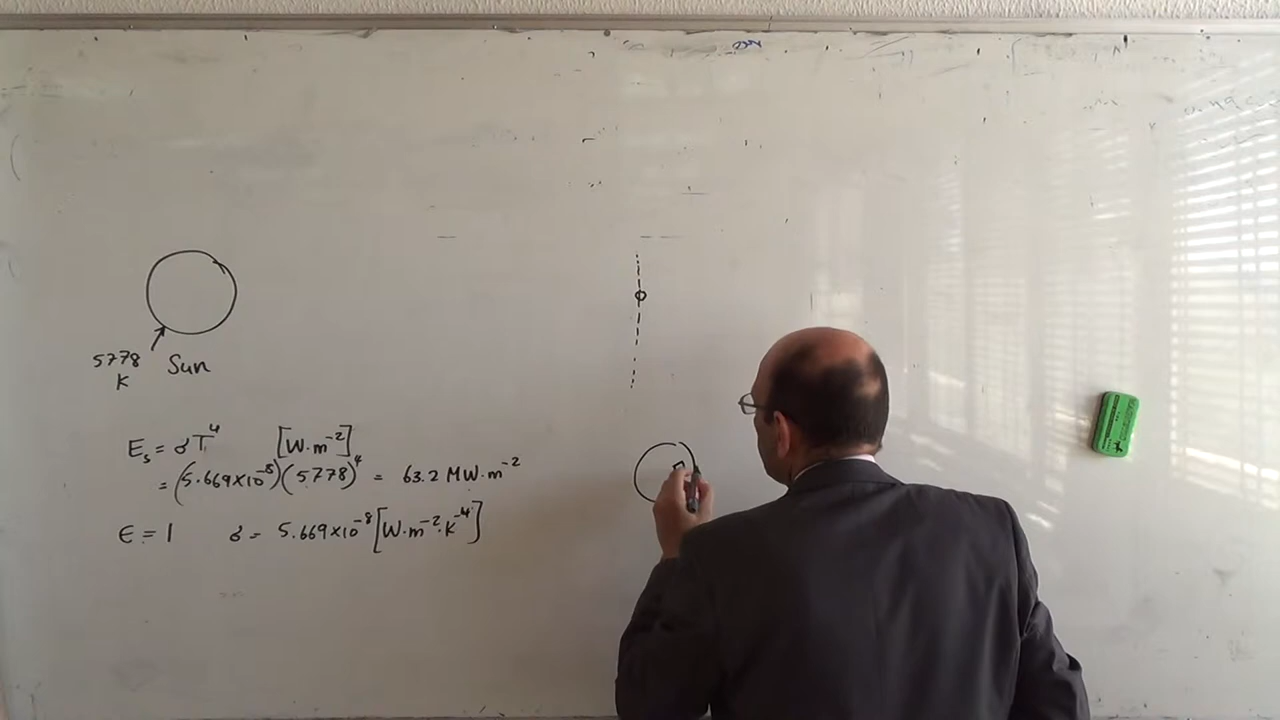 5778
K
Sun
Eₛ = σT⁴ [W·m⁻²]
= (5.669×10⁻⁸)(5778)⁴ = 63.2 MW·m⁻²
ϵ = 1 σ = 5.669×10⁻⁸ [W·m⁻²·K⁻⁴]